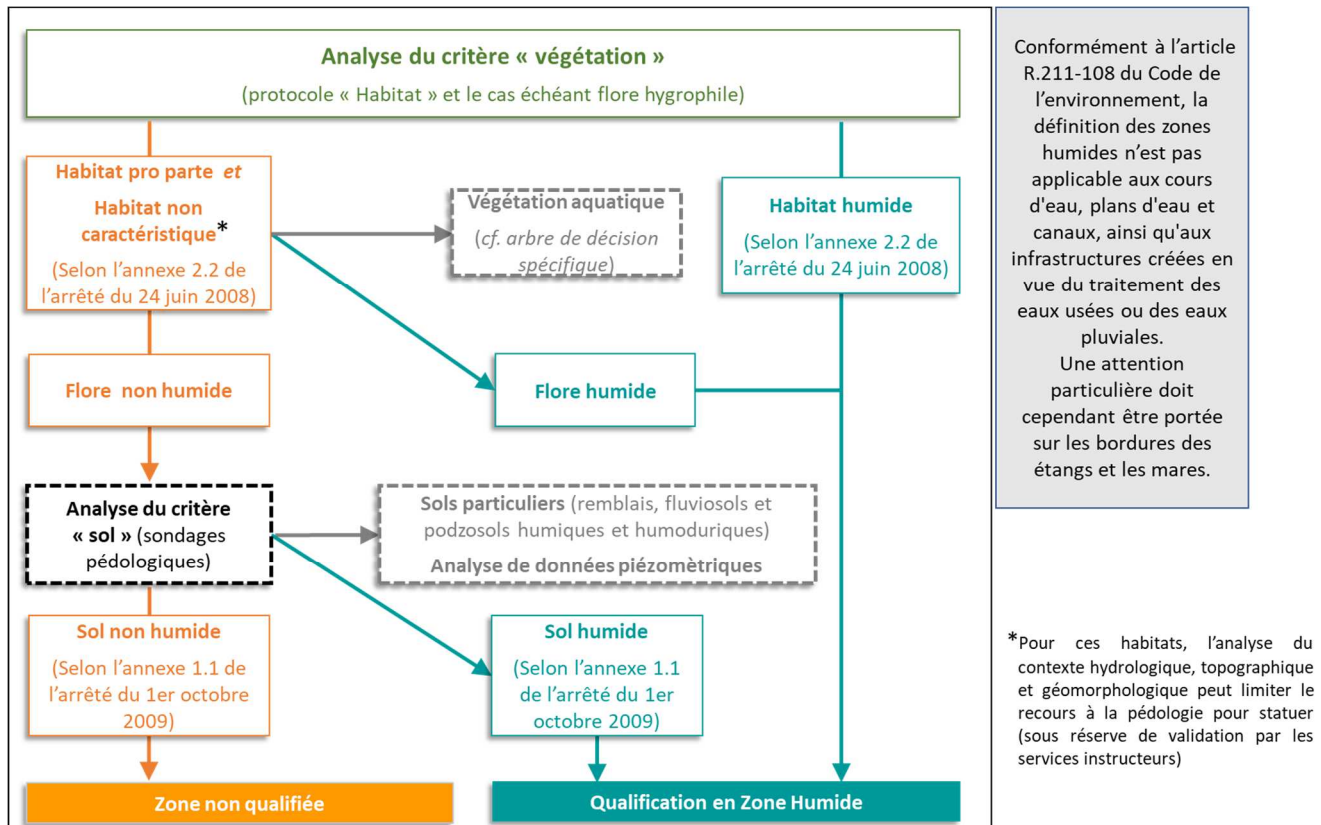 Analyse du critère « végétation »
(protocole « Habitat » et le cas échéant flore hygrophile)
Habitat pro parte et
Habitat non
caractéristique*
(Selon l’annexe 2.2 de
l’arrêté du 24 juin 2008)
Végétation aquatique
(cf. arbre de décision
spécifique)
Habitat humide
(Selon l’annexe 2.2 de
l’arrêté du 24 juin 2008)
Flore non humide
Flore humide
Analyse du critère
« sol » (sondages
pédologiques)
Sols particuliers (remblais, fluviosols et
podzosols humiques et humoduriques)
Analyse de données piézomètriques
Sol non humide
(Selon l’annexe 1.1 de
l’arrêté du 1er octobre
2009)
Sol humide
(Selon l’annexe 1.1
de l’arrêté du 1er
octobre 2009)
Zone non qualifiée
Qualification en Zone Humide
Conformément à l’article
R.211-108 du Code de
l’environnement, la
définition des zones
humides n’est pas
applicable aux cours
d'eau, plans d'eau et
canaux, ainsi qu'aux
infrastructures créées en
vue du traitement des
eaux usées ou des eaux
pluviales.
Une attention
particulière doit
cependant être portée
sur les bordures des
étangs et les mares.
*Pour ces habitats, l’analyse du
contexte hydrologique, topographique
et géomorphologique peut limiter le
recours à la pédologie pour statuer
(sous réserve de validation par les
services instructeurs)